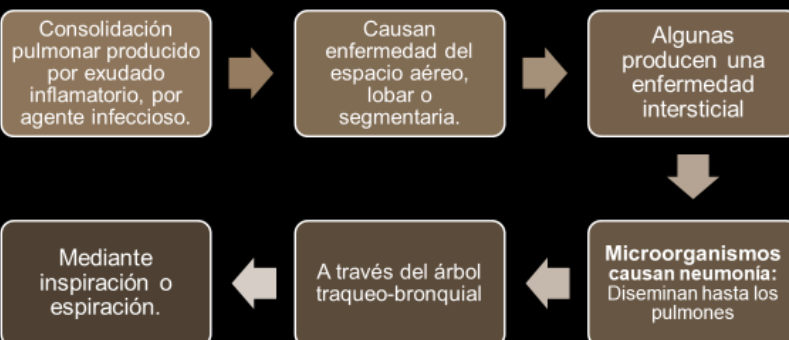 Consolidación
pulmonar producido
por exudado
inflamatorio, por
agente infeccioso.
Causan
enfermedad del
espacio aéreo,
lobar o
segmentaria.
Algunas
producen una
enfermedad
intersticial
Microorganismos
causan neumonía:
Diseminan hasta los
pulmones
A través del árbol
traqueo-bronquial
Mediante
inspiración o
espiración.